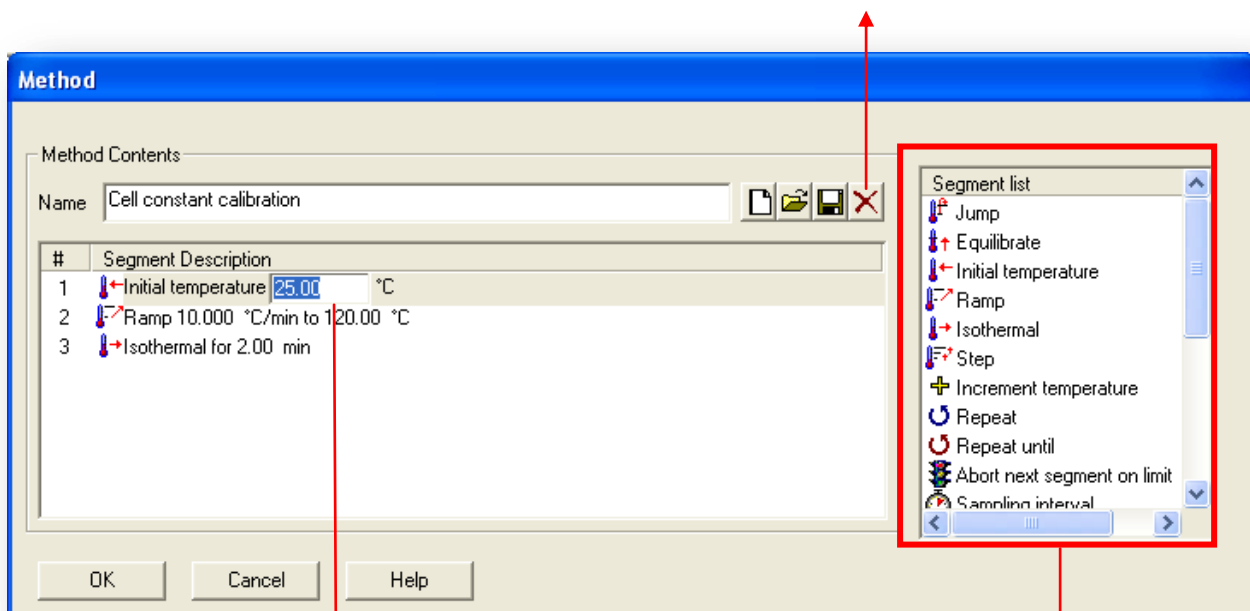 Method
Method Contents
Name Cell constant calibration
# Segment Description
1 Initial temperature 25.00 °C
2 Ramp 10.000 °C/min to 120.00 °C
3 Isothermal for 2.00 min
Segment list
Jump
Equilibrate
Initial temperature
Ramp
Isothermal
Step
Increment temperature
Repeat
Repeat until
Abort next segment on limit
Sampling interval
OK Cancel Help